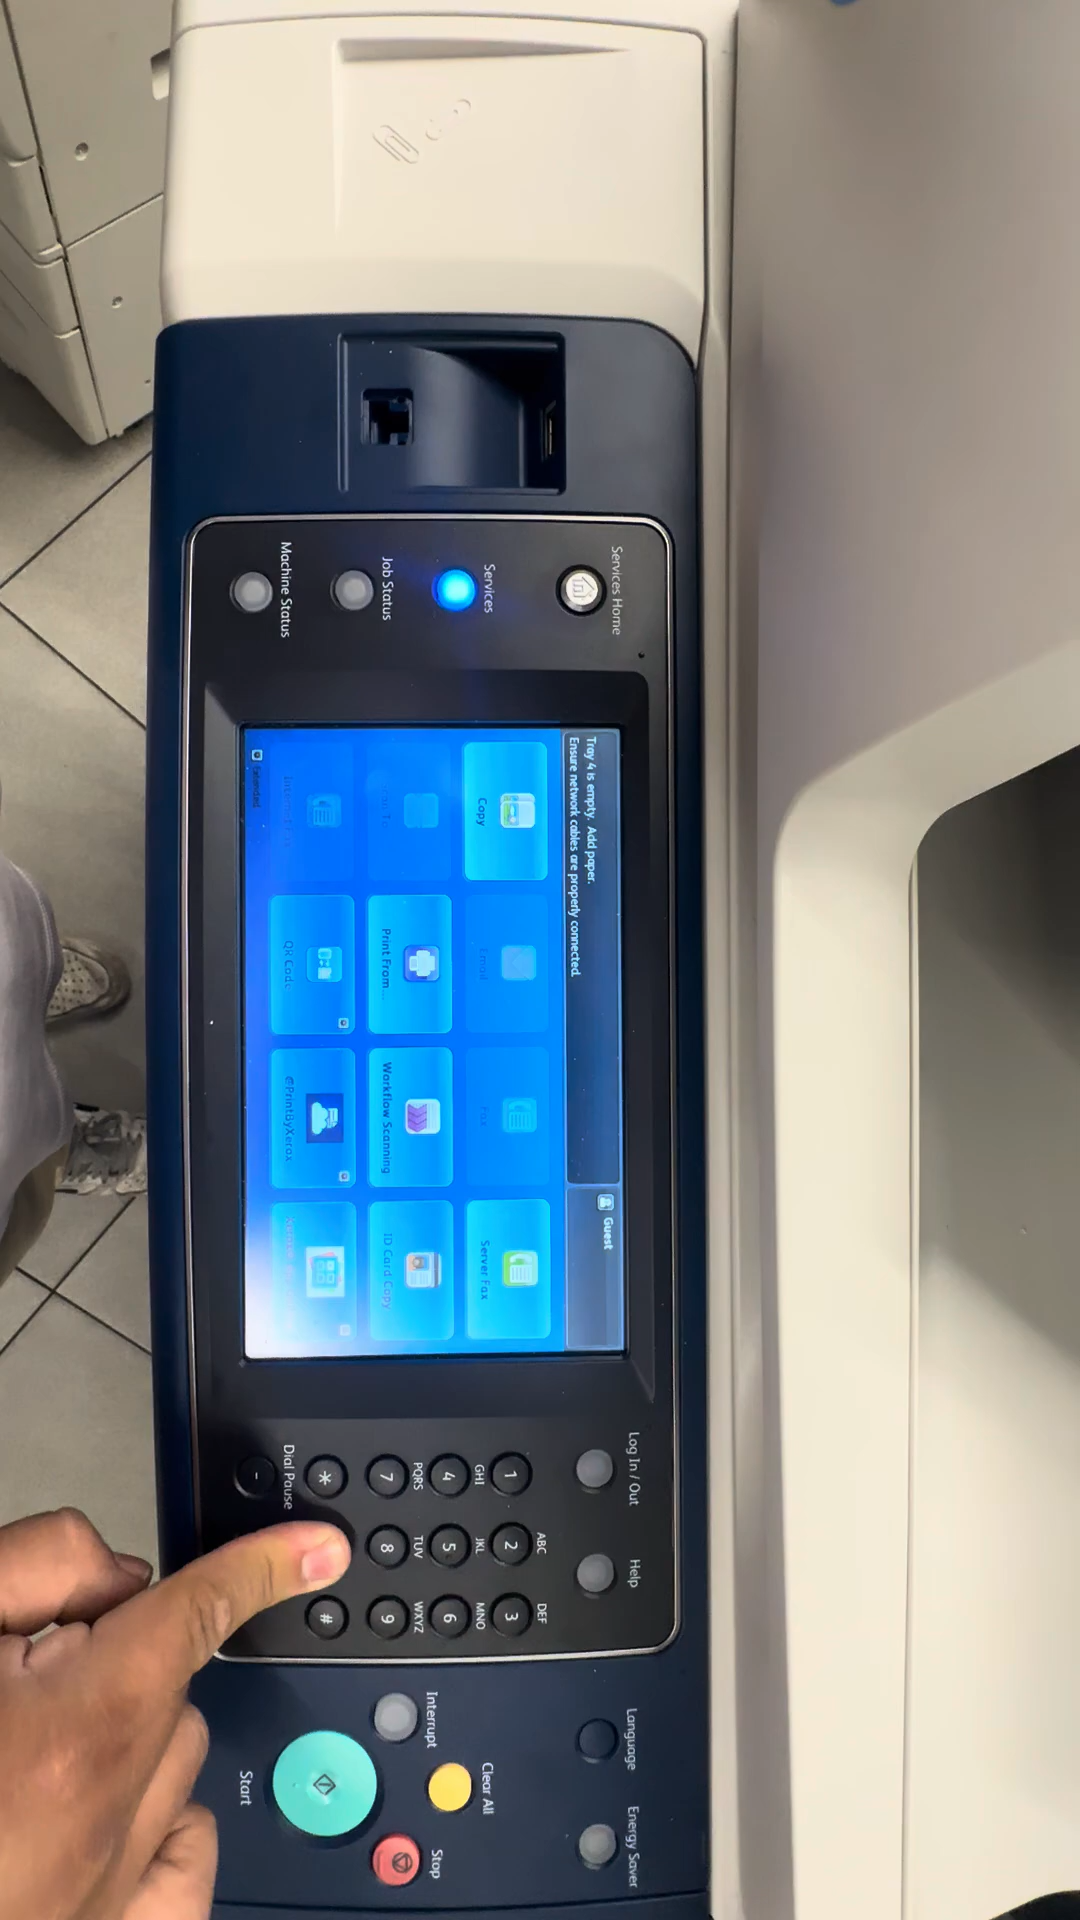 Services Home
Services
Job Status
Machine Status
Tray 4 is empty. Add paper.
Ensure network cables are properly connected.
Guest
Copy
Email
Fax
Server Fax
Print From...
Workflow Scanning
ID Card Copy
QR Code
@PrintByXerox
Extended
Log In / Out
Help
ABC
DEF
1
2
3
GHI
JKL
MNO
4
5
6
PQRS
TUV
WXYZ
7
8
9
*
#
Dial Pause
-
Language
Energy Saver
Interrupt
Clear All
Stop
Start